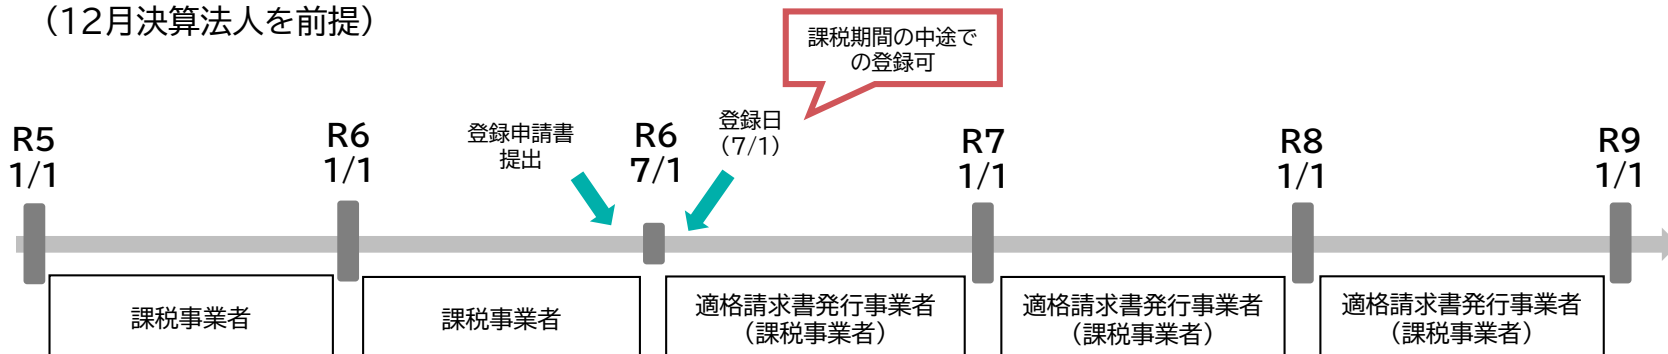 （12月決算法人を前提）
課税期間の中途で
の登録可
R5
1/1
R6
1/1
登録申請書
提出
R6
7/1
登録日
（7/1）
R7
1/1
R8
1/1
R9
1/1
課税事業者
課税事業者
適格請求書発行事業者
（課税事業者）
適格請求書発行事業者
（課税事業者）
適格請求書発行事業者
（課税事業者）